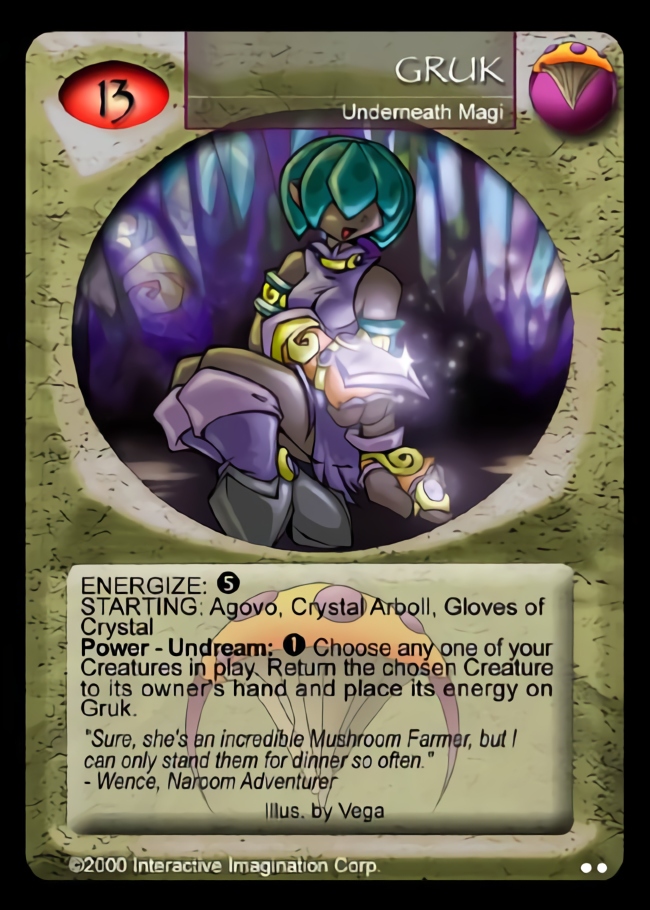 13
GRUK
Underneath Magi
ENERGIZE: 5
STARTING: Agovo, Crystal Arboll, Gloves of
Crystal
Power - Undream: 1 Choose any one of your
Creatures in play. Return the chosen Creature
to its owner's hand and place its energy on
Gruk.
"Sure, she's an incredible Mushroom Farmer, but I
can only stand them for dinner so often."
- Wence, Naroom Adventurer
Illus. by Vega
©2000 Interactive Imagination Corp.